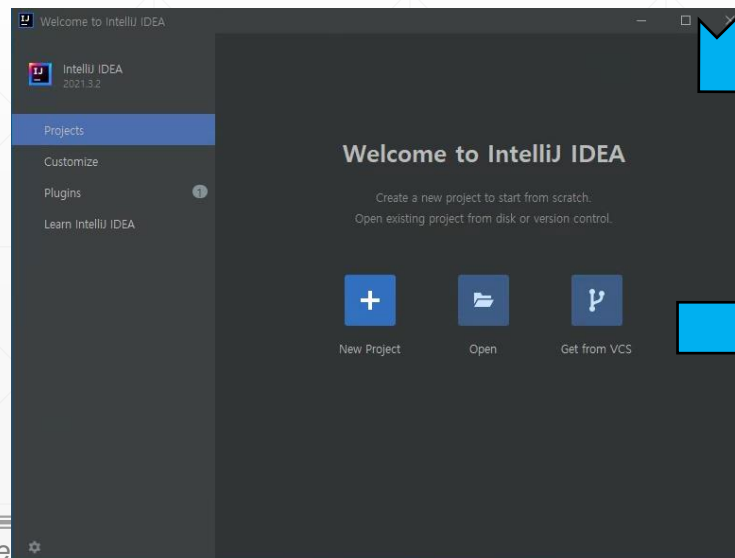 Welcome to IntelliJ IDEA
IntelliJ IDEA
2021.3.2
Projects
Customize
Plugins 1
Learn IntelliJ IDEA
Welcome to IntelliJ IDEA
Create a new project to start from scratch.
Open existing project from disk or version control.
New Project
Open
Get from VCS